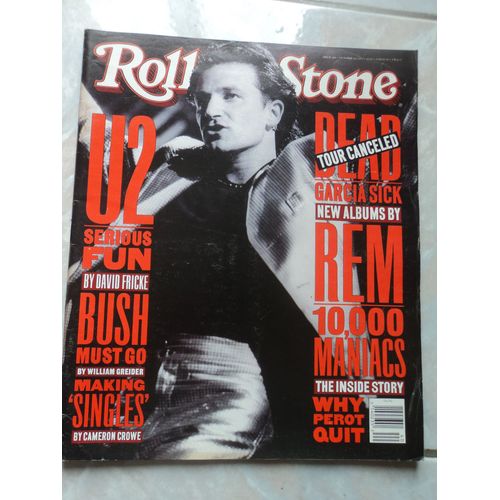 Rolling Stone
U2
SERIOUS
FUN
BY DAVID FRICKE
BUSH
MUST GO
BY WILLIAM GREIDER
MAKING
'SINGLES'
BY CAMERON CROWE
DEAD
TOUR CANCELED
GARCIA SICK
NEW ALBUMS BY
REM
10,000
MANIACS
THE INSIDE STORY
WHY
PEROT
QUIT